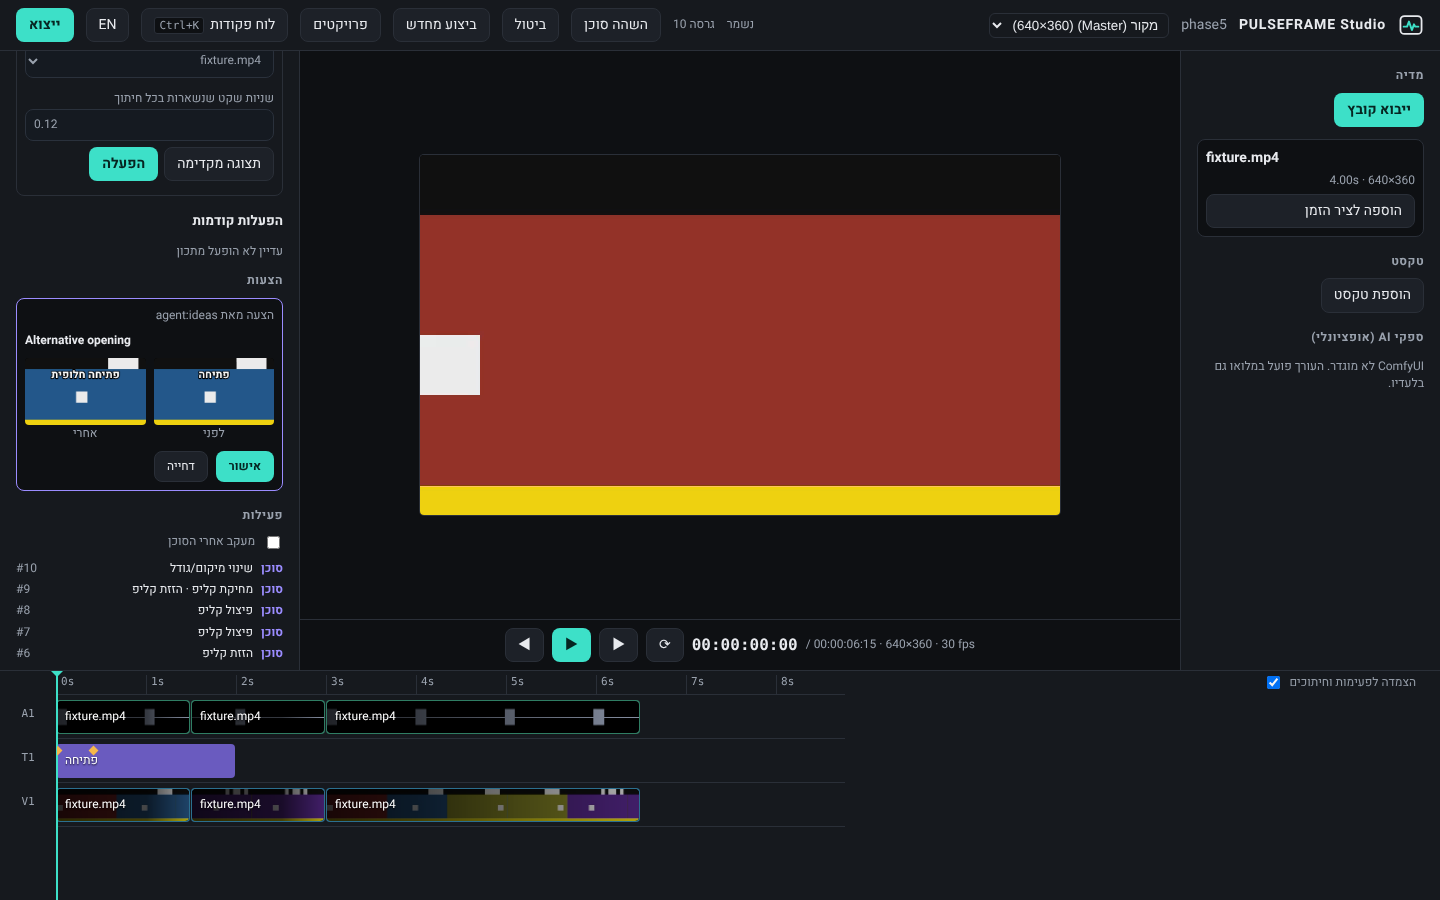 PULSEFRAME Studio
phase5
מקור (Master) (640×360)
נשמר
גרסה 10
השהה סוכן
ביטול
ביצוע מחדש
פרויקטים
לוח פקודות Ctrl+K
EN
ייצוא
מדיה
ייבוא קובץ
fixture.mp4
4.00s · 640×360
הוספה לציר הזמן
טקסט
הוספת טקסט
ספקי AI (אופציונלי)
ComfyUI לא מוגדר. העורך פועל במלואו גם
בלעדיו.
fixture.mp4
שניות שקט שנשארות בכל חיתוך
0.12
תצוגה מקדימה
הפעלה
הפעלות קודמות
עדיין לא הופעל מתכון
הצעות
הצעה מאת agent:ideas
Alternative opening
פתיחה
פתיחה חלופית
לפני
אחרי
אישור
דחייה
פעילות
מעקב אחרי הסוכן
סוכן שינוי מיקום/גודל #10
סוכן מחיקת קליפ · הזזת קליפ #9
סוכן פיצול קליפ #8
סוכן פיצול קליפ #7
סוכן הזזת קליפ #6
00:00:00:00 / 00:00:06:15 · 640×360 · 30 fps
הצמדה לפעימות וחיתוכים
0s 1s 2s 3s 4s 5s 6s 7s 8s
A1 fixture.mp4 fixture.mp4 fixture.mp4
T1 פתיחה
V1 fixture.mp4 fixture.mp4 fixture.mp4